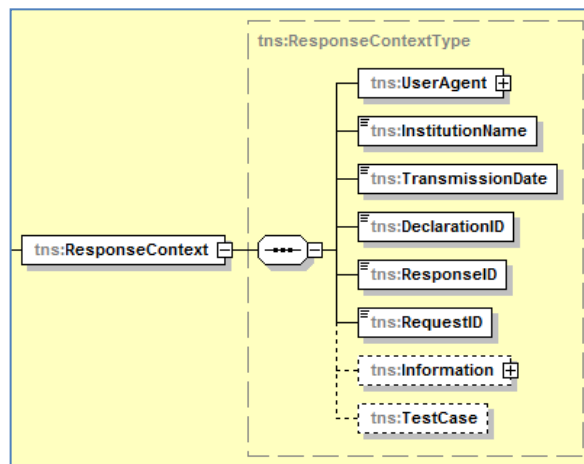 tns:ResponseContextType
tns:UserAgent
tns:InstitutionName
tns:TransmissionDate
tns:DeclarationID
tns:ResponseContext
tns:ResponseID
tns:RequestID
tns:Information
tns:TestCase